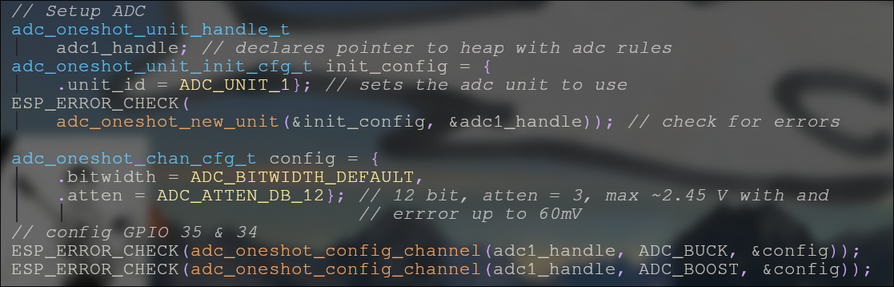 // Setup ADC
adc_oneshot_unit_handle_t
adc1_handle; // declares pointer to heap with adc rules
adc_oneshot_unit_init_cfg_t init_config = {
.unit_id = ADC_UNIT_1}; // sets the adc unit to use
ESP_ERROR_CHECK(
adc_oneshot_new_unit(&init_config, &adc1_handle)); // check for errors
adc_oneshot_chan_cfg_t config = {
.bitwidth = ADC_BITWIDTH_DEFAULT,
.atten = ADC_ATTEN_DB_12}; // 12 bit, atten = 3, max ~2.45 V with and
// errror up to 60mV
// config GPIO 35 & 34
ESP_ERROR_CHECK(adc_oneshot_config_channel(adc1_handle, ADC_BUCK, &config));
ESP_ERROR_CHECK(adc_oneshot_config_channel(adc1_handle, ADC_BOOST, &config));